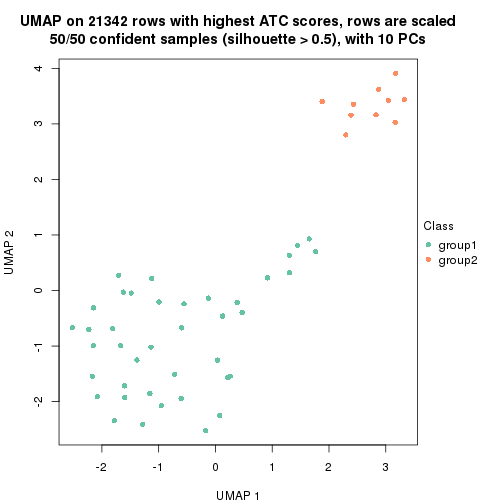 UMAP on 21342 rows with highest ATC scores, rows are scaled
50/50 confident samples (silhouette > 0.5), with 10 PCs
4
3
2
1
0
-1
-2
UMAP 2
-2
-1
0
1
2
3
UMAP 1
Class
group1
group2